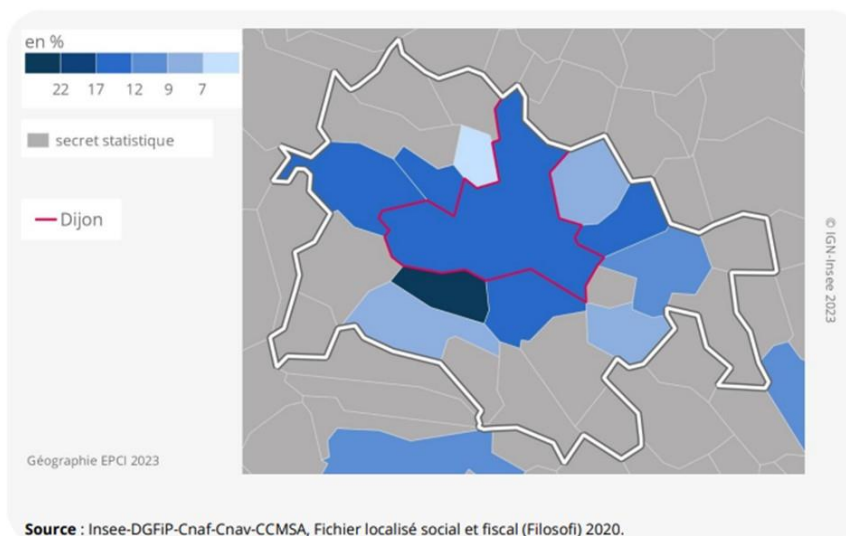 en %
22 17 12 9 7
secret statistique
Dijon
© IGN-Insee 2023
Géographie EPCI 2023
Source : Insee-DGFiP-Cnaf-Cnav-CCMSA, Fichier localisé social et fiscal (Filosofi) 2020.